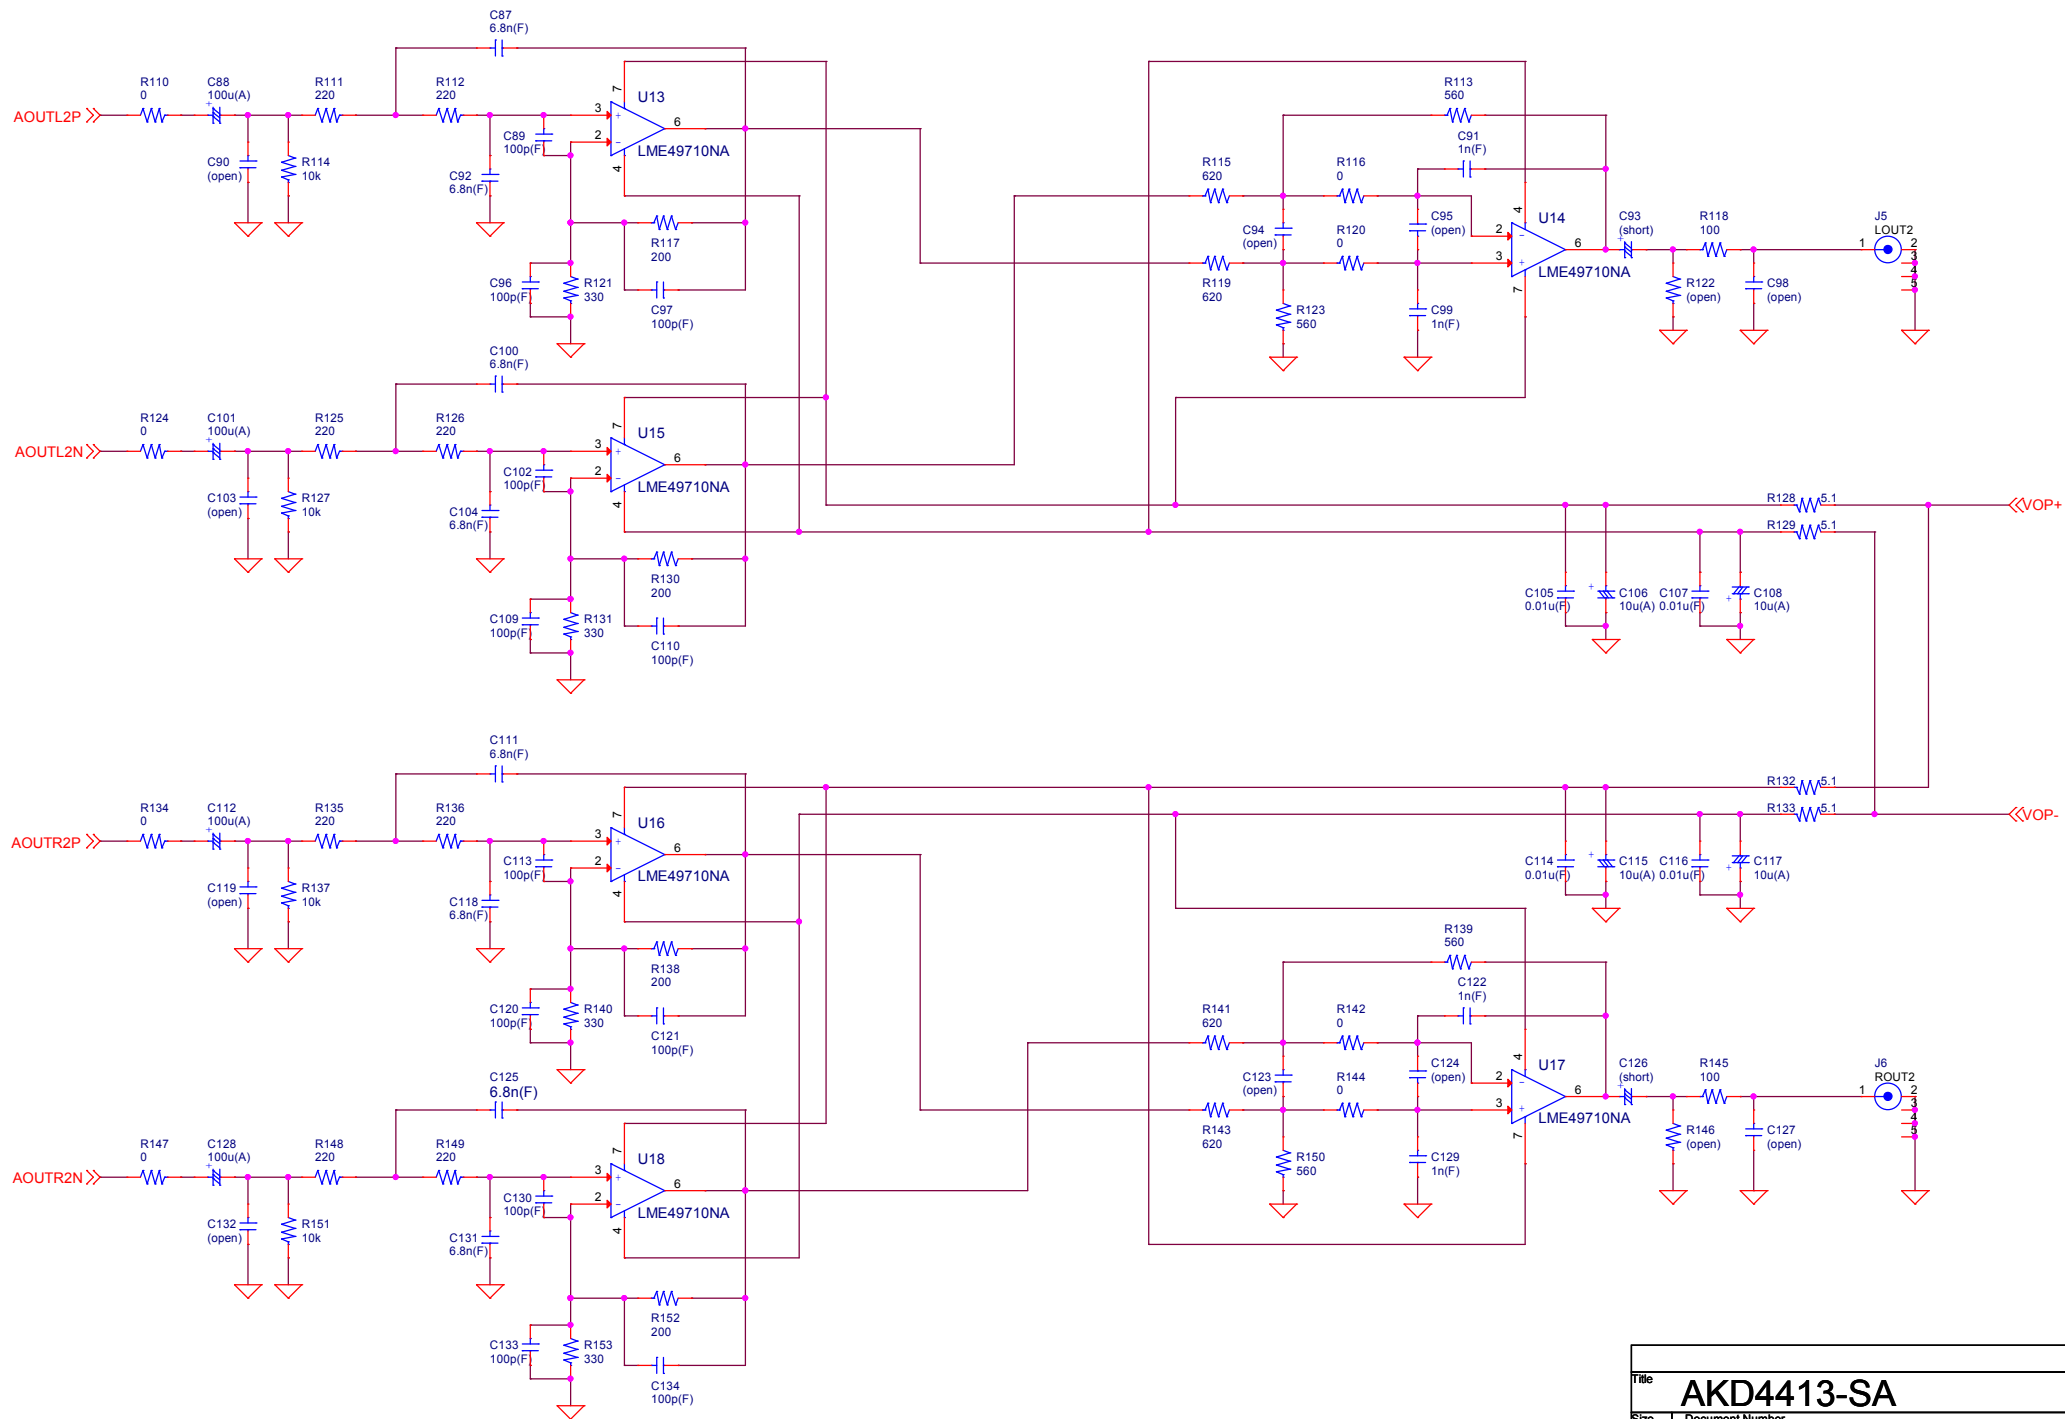 C87
6.8n(F)
R110
0
C88
100u(A)
+
R111
220
R112
220
AOUTL2P
C90
(open)
R114
10k
C92
6.8n(F)
C89
100p(F)
3
2
7
4
6
+
-
U13
LME49710NA
R117
200
C96
100p(F
R121
330
C97
100p(F)
R113
560
C91
1n(F)
R115
620
R116
0
C94
(open)
R120
0
C95
(open)
R119
620
R123
560
C99
1n(F)
2
3
4
7
6
-
+
U14
LME49710NA
C93
(short)
+
R118
100
R122
(open)
C98
(open)
J5
LOUT2
1
2
3
4
5
C100
6.8n(F)
R124
0
C101
100u(A)
+
R125
220
R126
220
AOUTL2N
C103
(open)
R127
10k
C104
6.8n(F)
C102
100p(F)
3
2
7
4
6
+
-
U15
LME49710NA
R130
200
C109
100p(F
R131
330
C110
100p(F)
R128
5.1
VOP+
R129
5.1
C105
0.01u(F)
+
C106
10u(A)
C107
0.01u(F)
+
C108
10u(A)
C111
6.8n(F)
R134
0
C112
100u(A)
+
R135
220
R136
220
AOUTR2P
C119
(open)
R137
10k
C118
6.8n(F)
C113
100p(F)
3
2
7
4
6
+
-
U16
LME49710NA
R138
200
C120
100p(F
R140
330
C121
100p(F)
R132
5.1
R133
5.1
VOP-
C114
0.01u(F)
+
C115
10u(A)
C116
0.01u(F)
+
C117
10u(A)
R139
560
C122
1n(F)
R141
620
R142
0
C123
(open)
R144
0
C124
(open)
R143
620
R150
560
C129
1n(F)
2
3
4
7
6
-
+
U17
LME49710NA
C126
(short)
+
R145
100
R146
(open)
C127
(open)
J6
ROUT2
1
2
3
4
5
C125
6.8n(F)
R147
0
C128
100u(A)
+
R148
220
R149
220
AOUTR2N
C132
(open)
R151
10k
C131
6.8n(F)
C130
100p(F)
3
2
7
4
6
+
-
U18
LME49710NA
R152
200
C133
100p(F
R153
330
C134
100p(F)
Title
AKD4413-SA
Size
Document Number